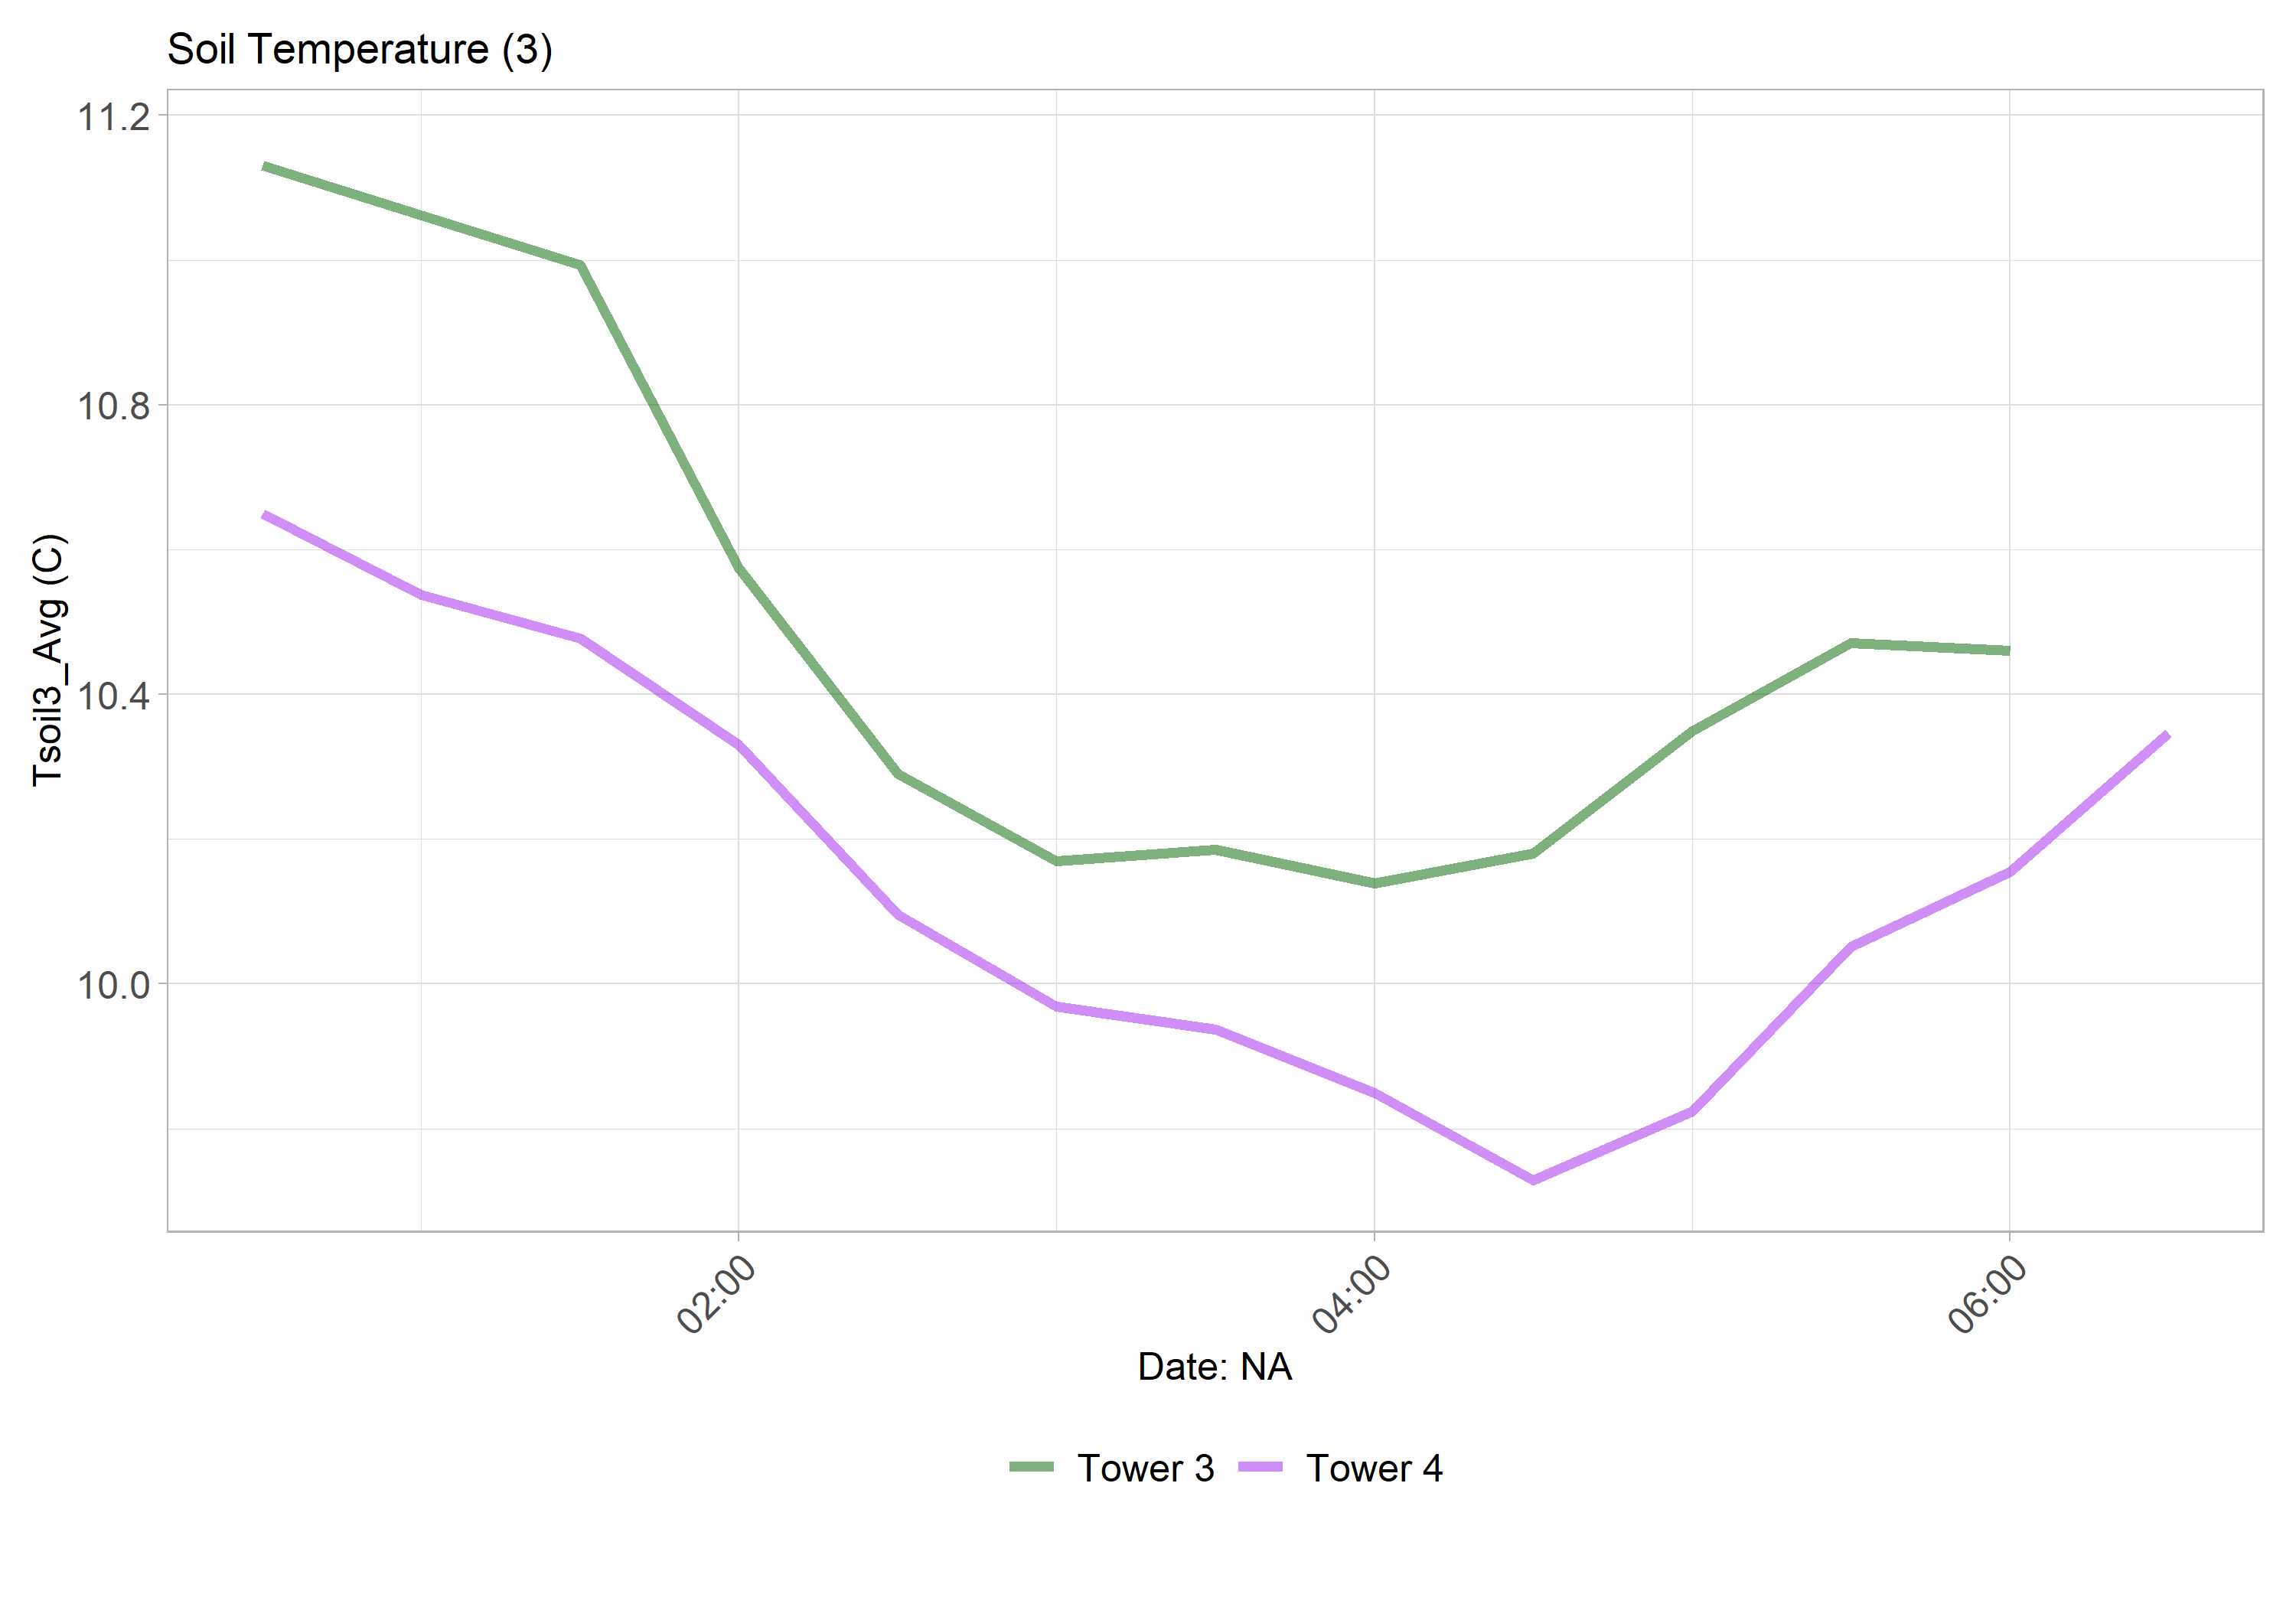 Soil Temperature (3)
Tsoil3_Avg (C)
11.2
10.8
10.4
10.0
02:00
04:00
06:00
Date: NA
Tower 3
Tower 4